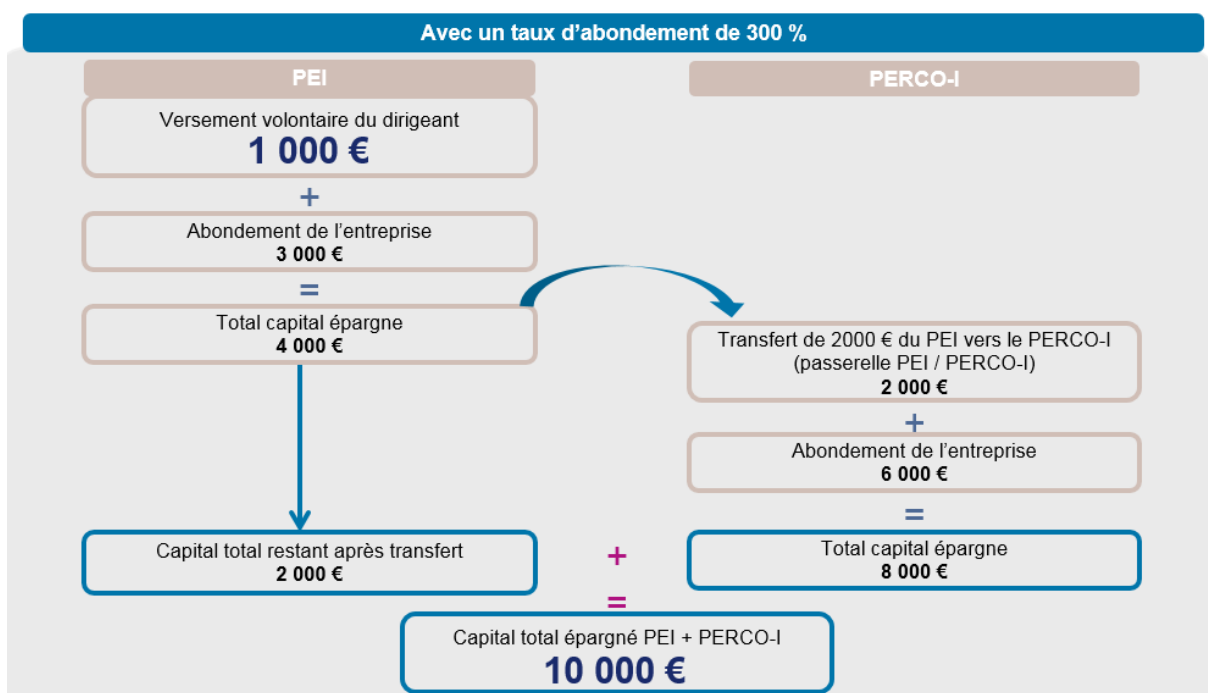 Avec un taux d’abondement de 300 %
PEI
Versement volontaire du dirigeant
1 000 €
+
Abondement de l’entreprise
3 000 €
=
Total capital épargne
4 000 €
Capital total restant après transfert
2 000 €
PERCO-I
Transfert de 2000 € du PEI vers le PERCO-I
(passerelle PEI / PERCO-I)
2 000 €
+
Abondement de l’entreprise
6 000 €
=
Total capital épargne
8 000 €
+
=
Capital total épargné PEI + PERCO-I
10 000 €